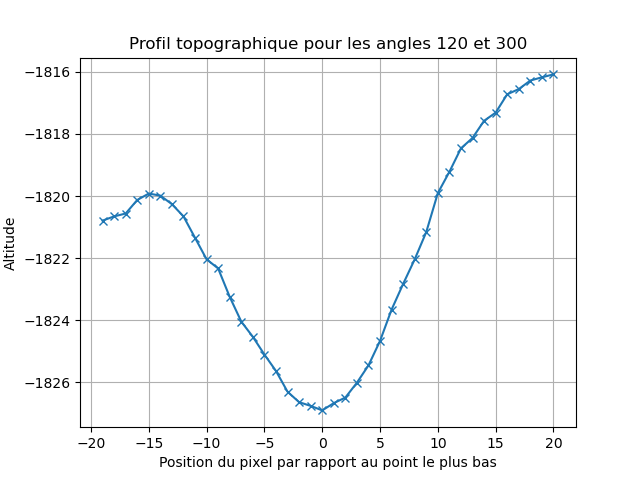 Profil topographique pour les angles 120 et 300
−1816
−1818
−1820
−1822
−1824
−1826
Altitude
−20 −15 −10 −5 0 5 10 15 20
Position du pixel par rapport au point le plus bas